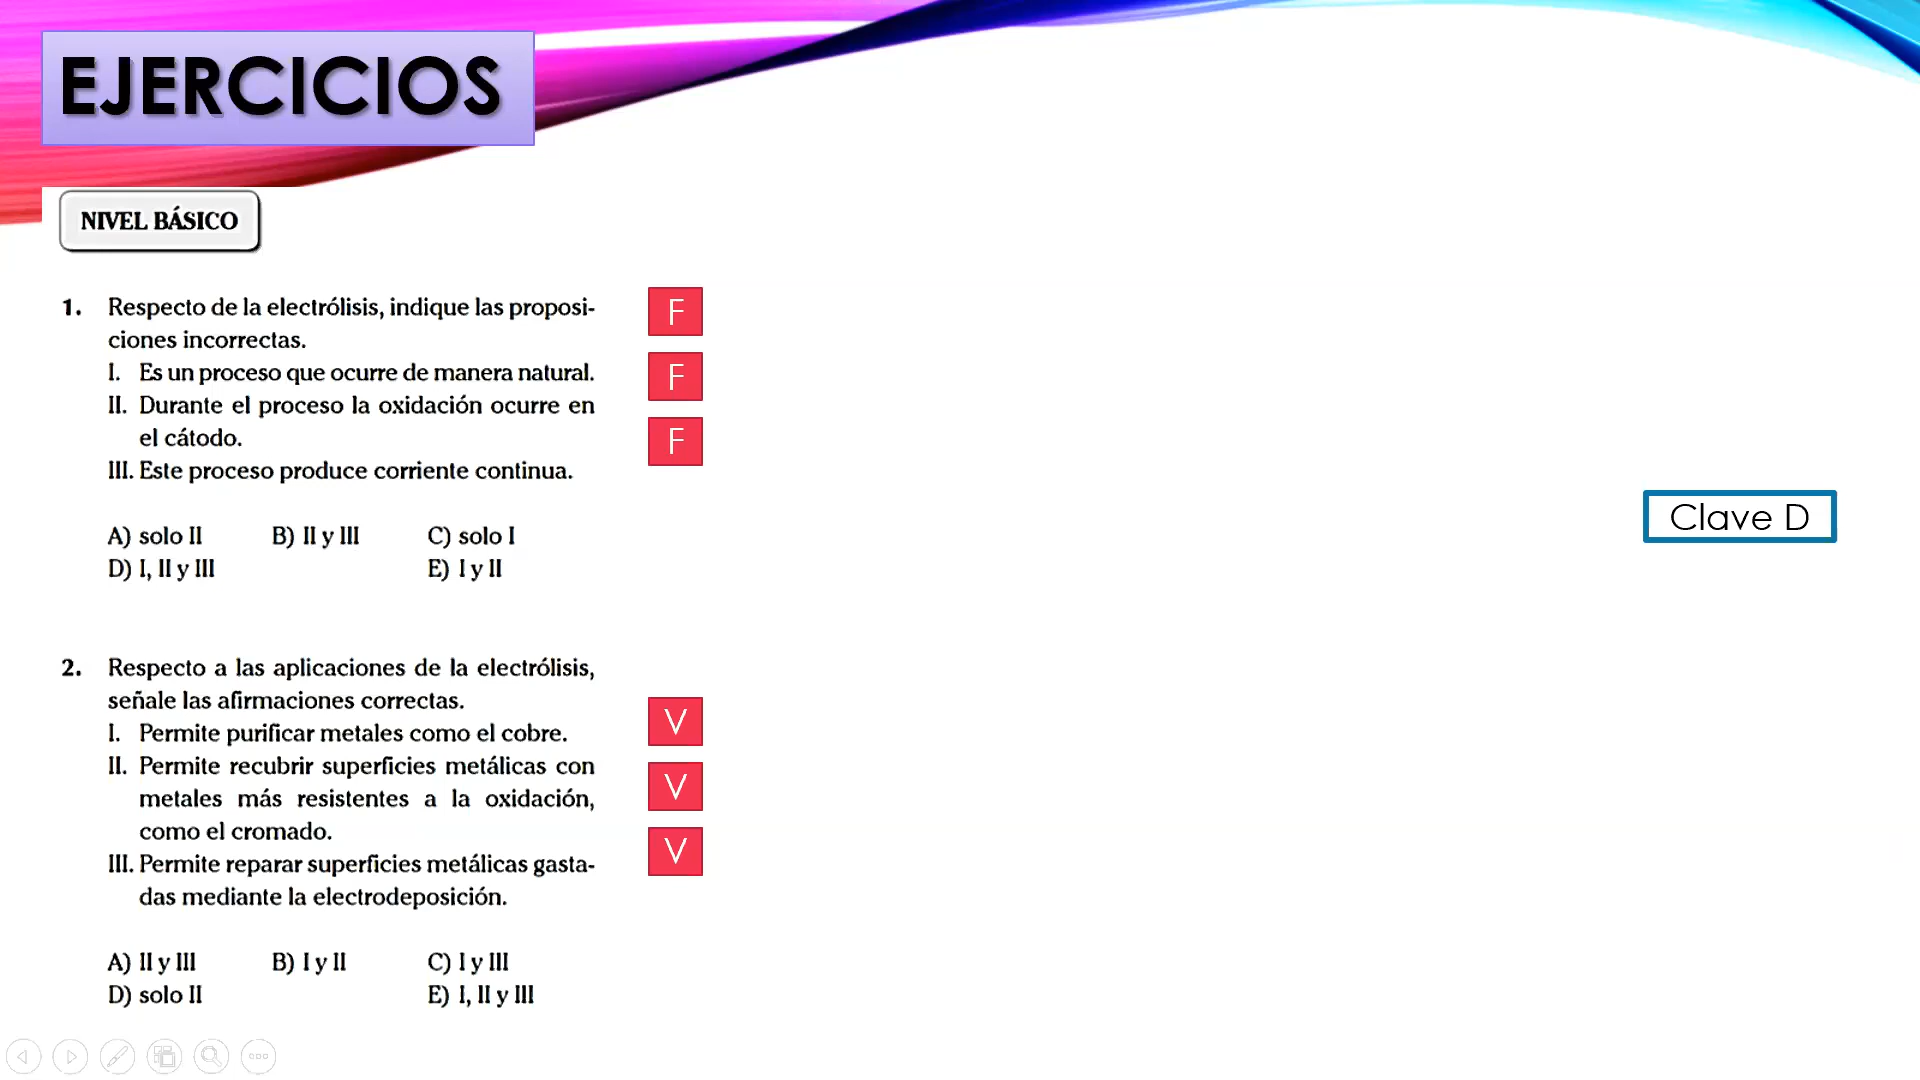 EJERCICIOS
NIVEL BÁSICO
1. Respecto de la electrólisis, indique las proposi-
ciones incorrectas.
I. Es un proceso que ocurre de manera natural.
II. Durante el proceso la oxidación ocurre en
el cátodo.
III. Este proceso produce corriente continua.
A) solo II B) II y III C) solo I
D) I, II y III E) I y II
F
F
F
Clave D
2. Respecto a las aplicaciones de la electrólisis,
señale las afirmaciones correctas.
I. Permite purificar metales como el cobre.
II. Permite recubrir superficies metálicas con
metales más resistentes a la oxidación,
como el cromado.
III. Permite reparar superficies metálicas gasta-
das mediante la electrodeposición.
A) II y III B) I y II C) I y III
D) solo II E) I, II y III
V
V
V